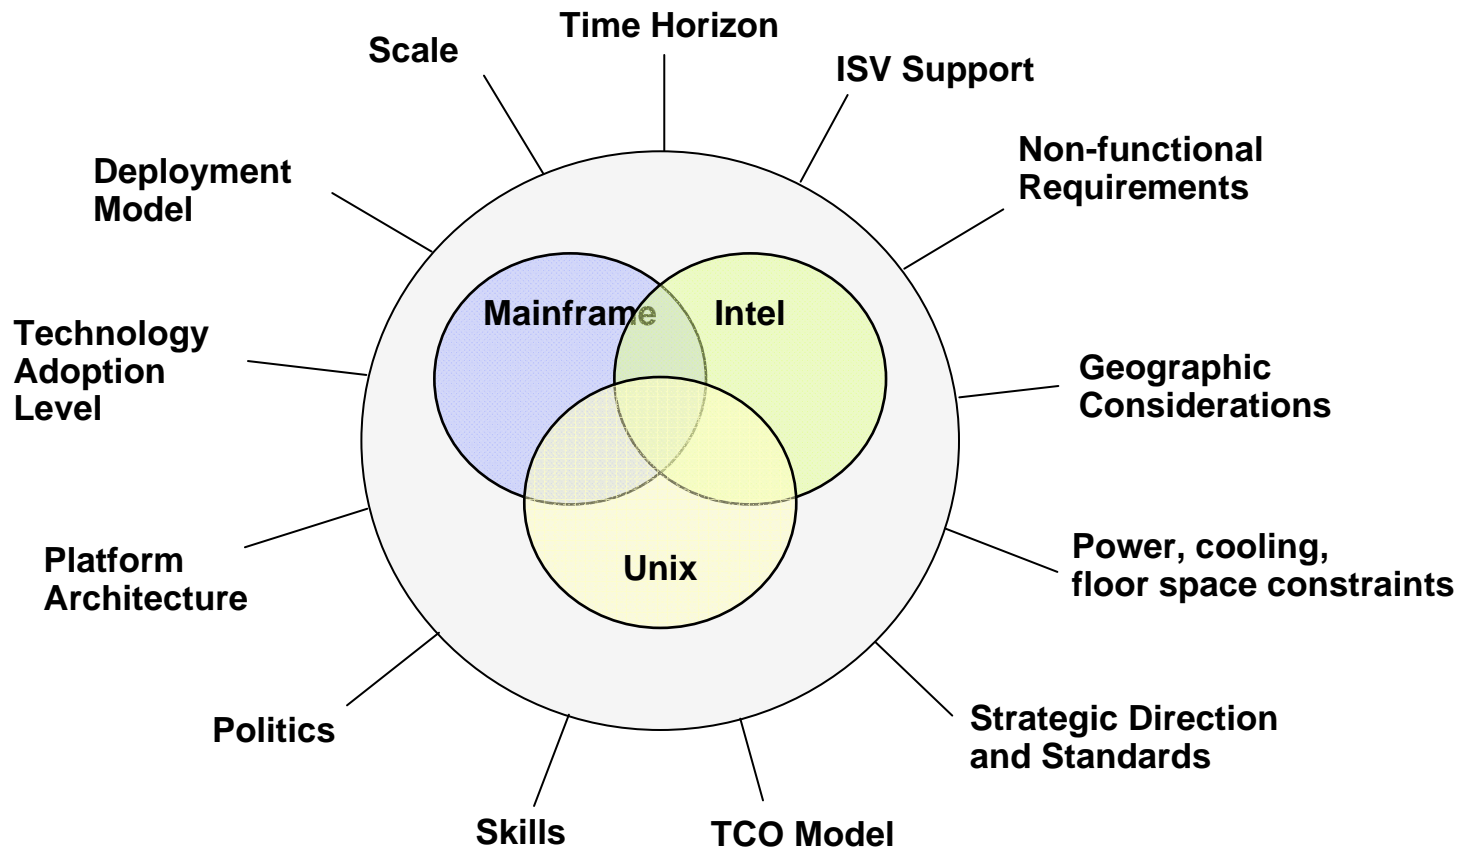 Time Horizon
Scale
ISV Support
Non-functional
Requirements
Deployment
Model
Mainframe
Intel
Technology
Adoption
Level
Geographic
Considerations
Power, cooling,
floor space constraints
Platform
Architecture
Unix
Strategic Direction
and Standards
Politics
Skills
TCO Model